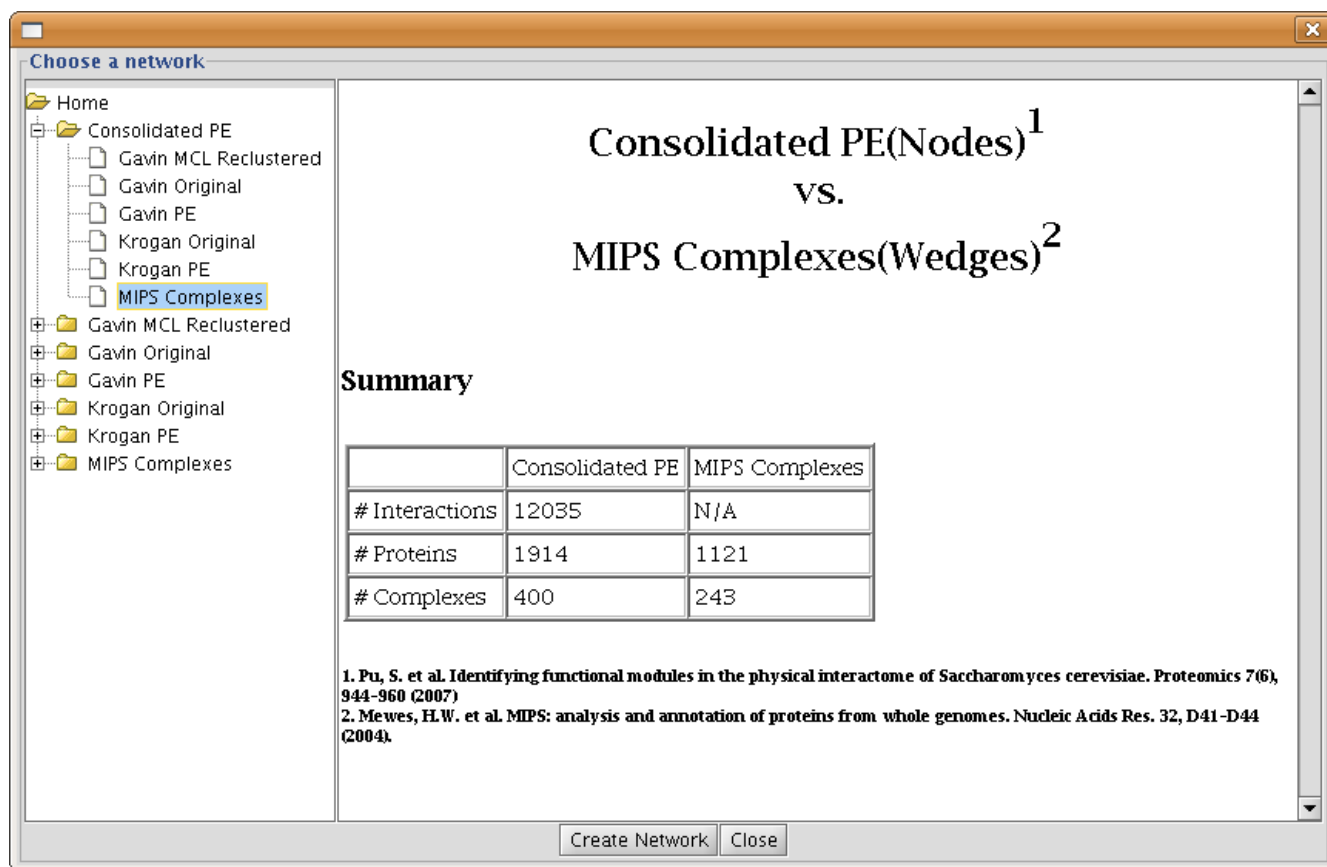 Choose a network
Home
Consolidated PE
Gavin MCL Reclustered
Gavin Original
Gavin PE
Krogan Original
Krogan PE
MIPS Complexes
Gavin MCL Reclustered
Gavin Original
Gavin PE
Krogan Original
Krogan PE
MIPS Complexes
Consolidated PE(Nodes)1
vs.
MIPS Complexes(Wedges)2
Summary
Consolidated PE MIPS Complexes
# Interactions 12035 N/A
# Proteins 1914 1121
# Complexes 400 243
1. Pu, S. et al. Identifying functional modules in the physical interactome of Saccharomyces cerevisiae. Proteomics 7(6),
944-960 (2007)
2. Mewes, H.W. et al. MIPS: analysis and annotation of proteins from whole genomes. Nucleic Acids Res. 32, D41-D44
(2004).
Create Network Close